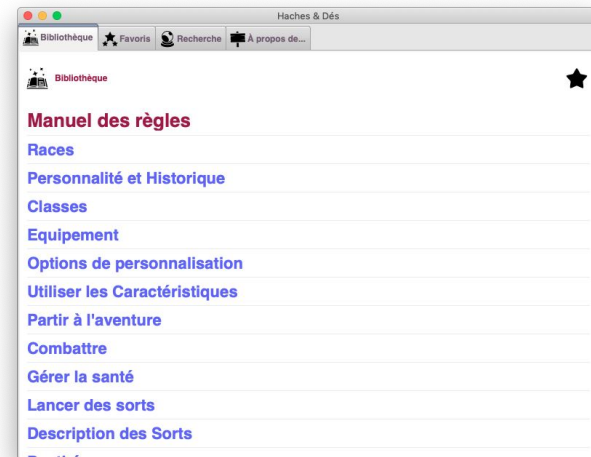 Haches & Dés
Bibliothèque Favoris Recherche À propos de...
Bibliothèque
Manuel des règles
Races
Personnalité et Historique
Classes
Equipement
Options de personnalisation
Utiliser les Caractéristiques
Partir à l'aventure
Combattre
Gérer la santé
Lancer des sorts
Description des Sorts